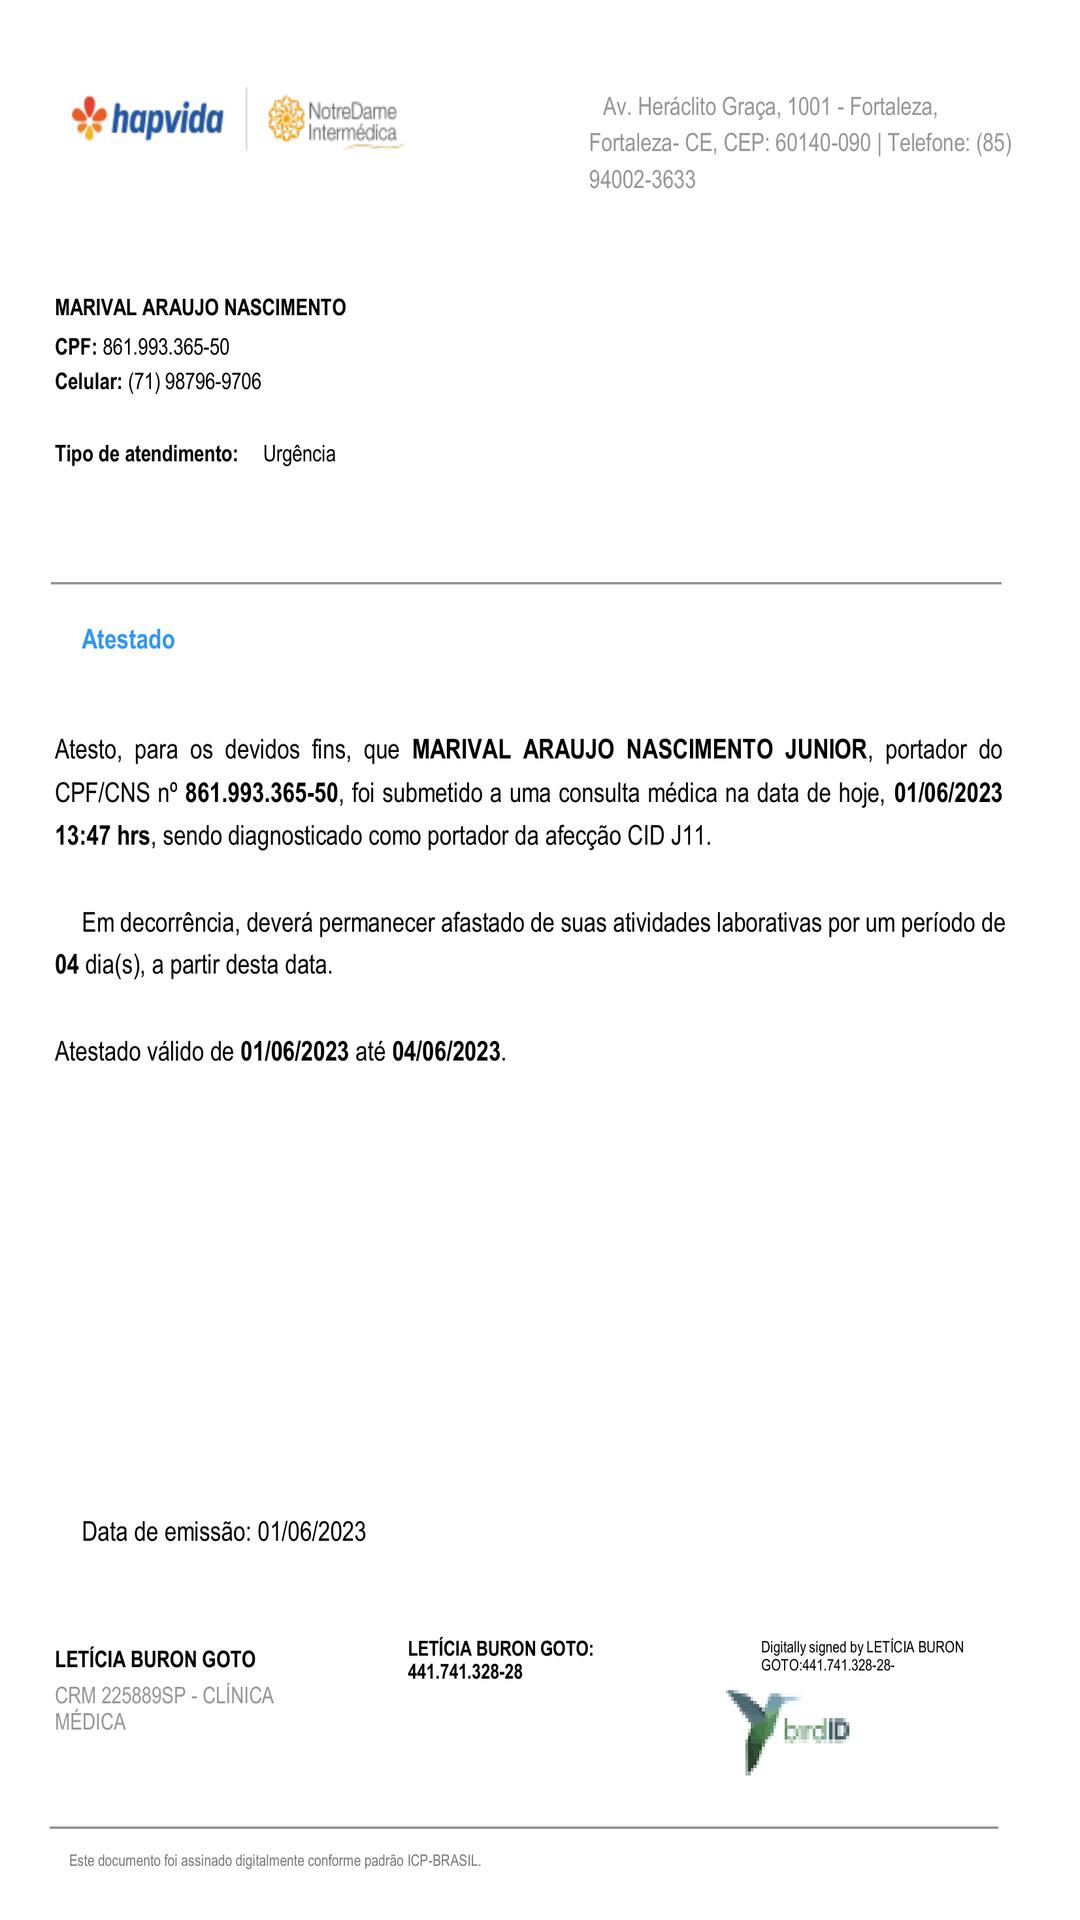 hapvida
NotreDame
Intermédica
Av. Heráclito Graça, 1001 - Fortaleza,
Fortaleza- CE, CEP: 60140-090 | Telefone: (85)
94002-3633
MARIVAL ARAUJO NASCIMENTO
CPF: 861.993.365-50
Celular: (71) 98796-9706
Tipo de atendimento: Urgência
Atestado
Atesto, para os devidos fins, que MARIVAL ARAUJO NASCIMENTO JUNIOR, portador do
CPF/CNS nº 861.993.365-50, foi submetido a uma consulta médica na data de hoje, 01/06/2023
13:47 hrs, sendo diagnosticado como portador da afecção CID J11.
Em decorrência, deverá permanecer afastado de suas atividades laborativas por um período de
04 dia(s), a partir desta data.
Atestado válido de 01/06/2023 até 04/06/2023.
Data de emissão: 01/06/2023
LETÍCIA BURON GOTO
CRM 225889SP - CLÍNICA
MÉDICA
LETÍCIA BURON GOTO:
441.741.328-28
Digitally signed by LETÍCIA BURON
GOTO:441.741.328-28-
birdID
Este documento foi assinado digitalmente conforme padrão ICP-BRASIL.